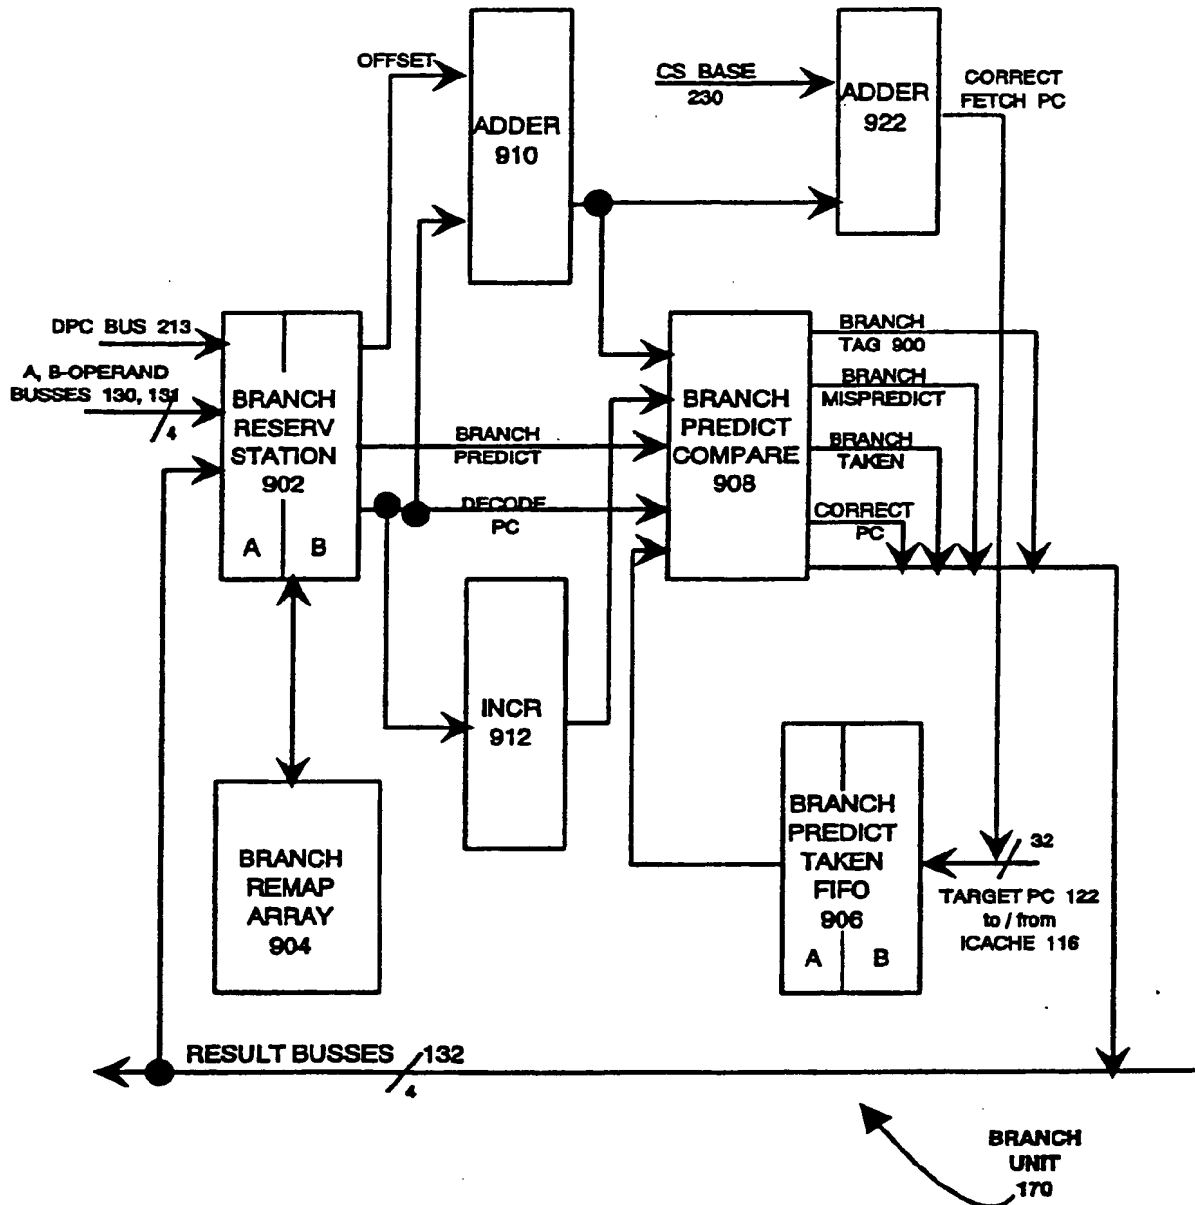 OFFSET
ADDER
910
CS BASE
230
ADDER
922
CORRECT
FETCH PC
DPC BUS 213
A, B-OPERAND
BUSSES 130, 131
4
BRANCH
RESERV
STATION
902
A B
BRANCH
PREDICT
DECODE
PC
BRANCH
PREDICT
COMPARE
908
BRANCH
TAG 900
BRANCH
MISPREDICT
BRANCH
TAKEN
CORRECT
PC
INCR
912
BRANCH
REMAP
ARRAY
904
BRANCH
PREDICT
TAKEN
FIFO
906
A B
32
TARGET PC 122
to / from
ICACHE 116
RESULT BUSSES 132
4
BRANCH
UNIT
170